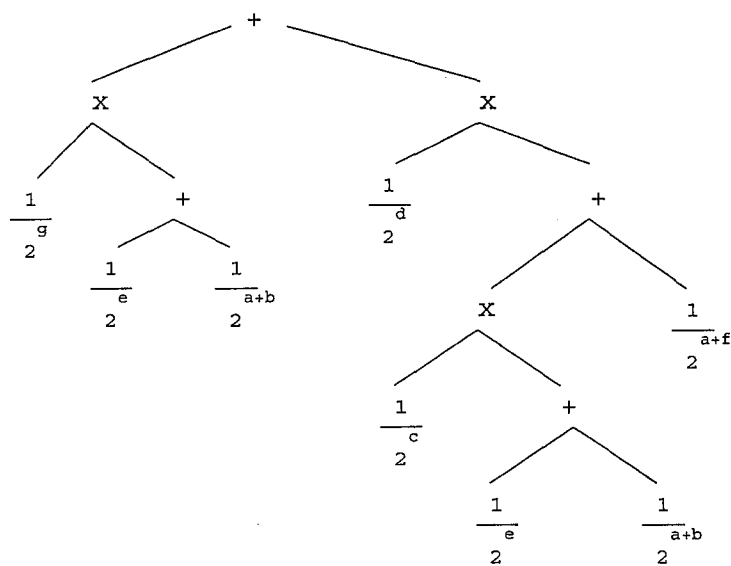 +
X X
1/2^g + 1/2^d +
1/2^e 1/2^{a+b} X 1/2^{a+f}
1/2^c +
1/2^e 1/2^{a+b}